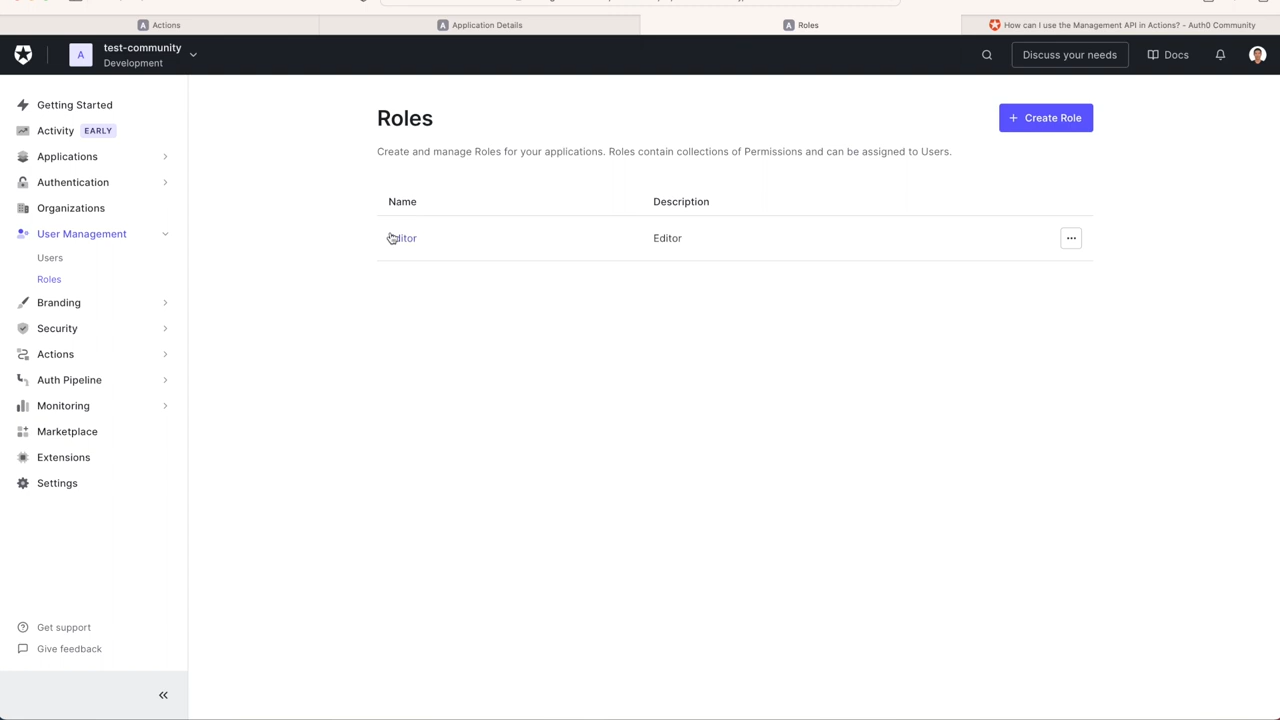 Actions
Application Details
Roles
How can I use the Management API in Actions? - Auth0 Community
A
test-community
Development
Discuss your needs
Docs
Getting Started
Activity EARLY
Applications
Authentication
Organizations
User Management
Users
Roles
Branding
Security
Actions
Auth Pipeline
Monitoring
Marketplace
Extensions
Settings
Get support
Give feedback
Roles
+ Create Role
Create and manage Roles for your applications. Roles contain collections of Permissions and can be assigned to Users.
Name Description
Editor Editor